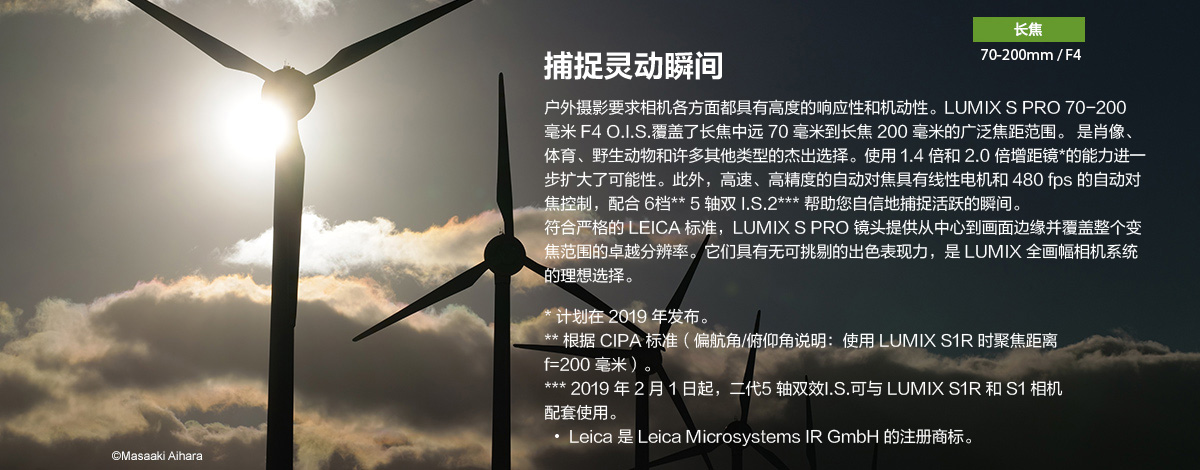 长焦
70-200mm / F4
捕捉灵动瞬间
户外摄影要求相机各方面都具有高度的响应性和机动性。LUMIX S PRO 70-200
毫米 F4 O.I.S.覆盖了长焦中远 70 毫米到长焦 200 毫米的广泛焦距范围。 是肖像、
体育、野生动物和许多其他类型的杰出选择。使用 1.4 倍和 2.0 倍增距镜*的能力进一
步扩大了可能性。此外，高速、高精度的自动对焦具有线性电机和 480 fps 的自动对
焦控制，配合 6档** 5 轴双 I.S.2*** 帮助您自信地捕捉活跃的瞬间。
符合严格的 LEICA 标准，LUMIX S PRO 镜头提供从中心到画面边缘并覆盖整个变
焦范围的卓越分辨率。它们具有无可挑剔的出色表现力，是 LUMIX 全画幅相机系统
的理想选择。
* 计划在 2019 年发布。
** 根据 CIPA 标准（偏航角/俯仰角说明：使用 LUMIX S1R 时聚焦距离
f=200 毫米）。
*** 2019 年 2 月 1 日起，二代5 轴双效I.S.可与 LUMIX S1R 和 S1 相机
配套使用。
• Leica 是 Leica Microsystems IR GmbH 的注册商标。
©Masaaki Aihara